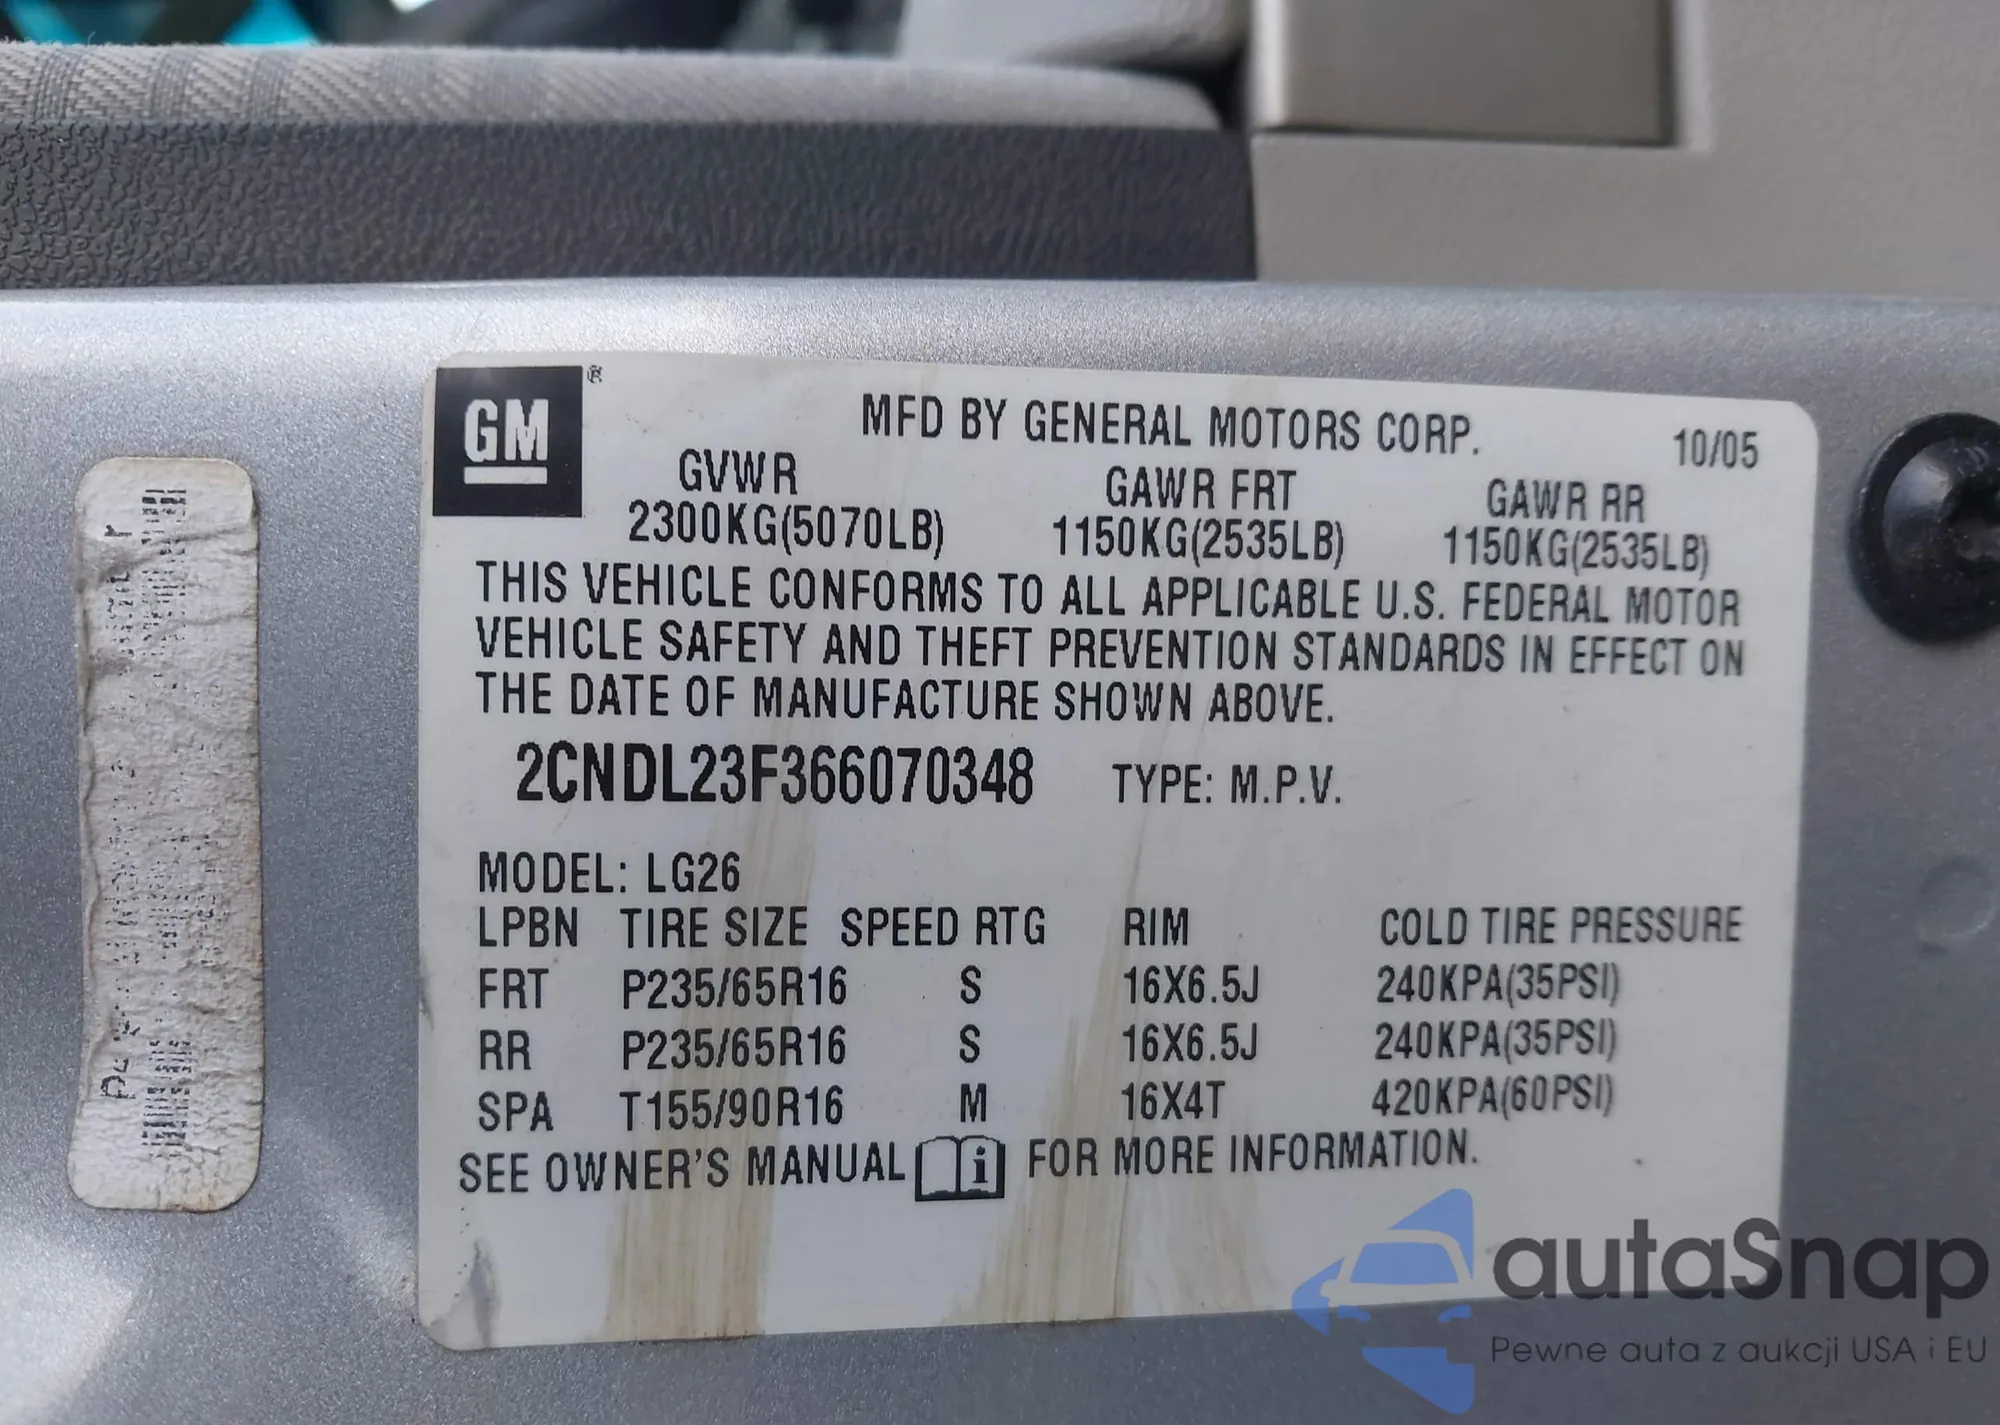 GM
MFD BY GENERAL MOTORS CORP. 10/05
GVWR GAWR FRT GAWR RR
2300KG(5070LB) 1150KG(2535LB) 1150KG(2535LB)
THIS VEHICLE CONFORMS TO ALL APPLICABLE U.S. FEDERAL MOTOR
VEHICLE SAFETY AND THEFT PREVENTION STANDARDS IN EFFECT ON
THE DATE OF MANUFACTURE SHOWN ABOVE.
2CNDL23F366070348 TYPE: M.P.V.
MODEL: LG26
LPBN TIRE SIZE SPEED RTG RIM COLD TIRE PRESSURE
FRT P235/65R16 S 16X6.5J 240KPA(35PSI)
RR P235/65R16 S 16X6.5J 240KPA(35PSI)
SPA T155/90R16 M 16X4T 420KPA(60PSI)
SEE OWNER'S MANUAL i FOR MORE INFORMATION.
autaSnap
Pewne auta z aukcji USA i EU